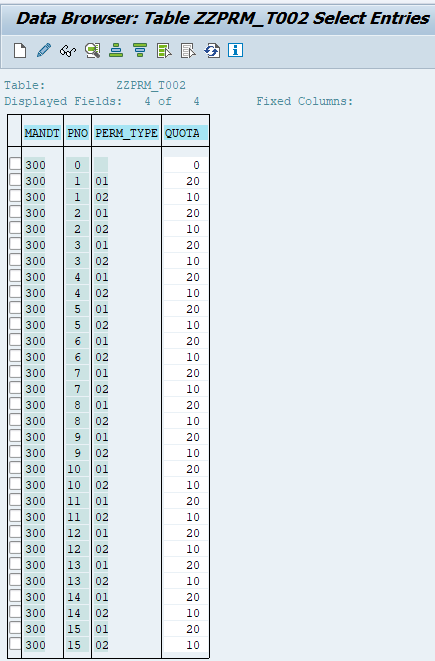 Data Browser: Table ZZPRM_T002 Select Entries
Table: ZZPRM_T002
Displayed Fields: 4 of 4 Fixed Columns:
MANDT PNO PERM_TYPE QUOTA
300 0 0
300 1 01 20
300 1 02 10
300 2 01 20
300 2 02 10
300 3 01 20
300 3 02 10
300 4 01 20
300 4 02 10
300 5 01 20
300 5 02 10
300 6 01 20
300 6 02 10
300 7 01 20
300 7 02 10
300 8 01 20
300 8 02 10
300 9 01 20
300 9 02 10
300 10 01 20
300 10 02 10
300 11 01 20
300 11 02 10
300 12 01 20
300 12 02 10
300 13 01 20
300 13 02 10
300 14 01 20
300 14 02 10
300 15 01 20
300 15 02 10